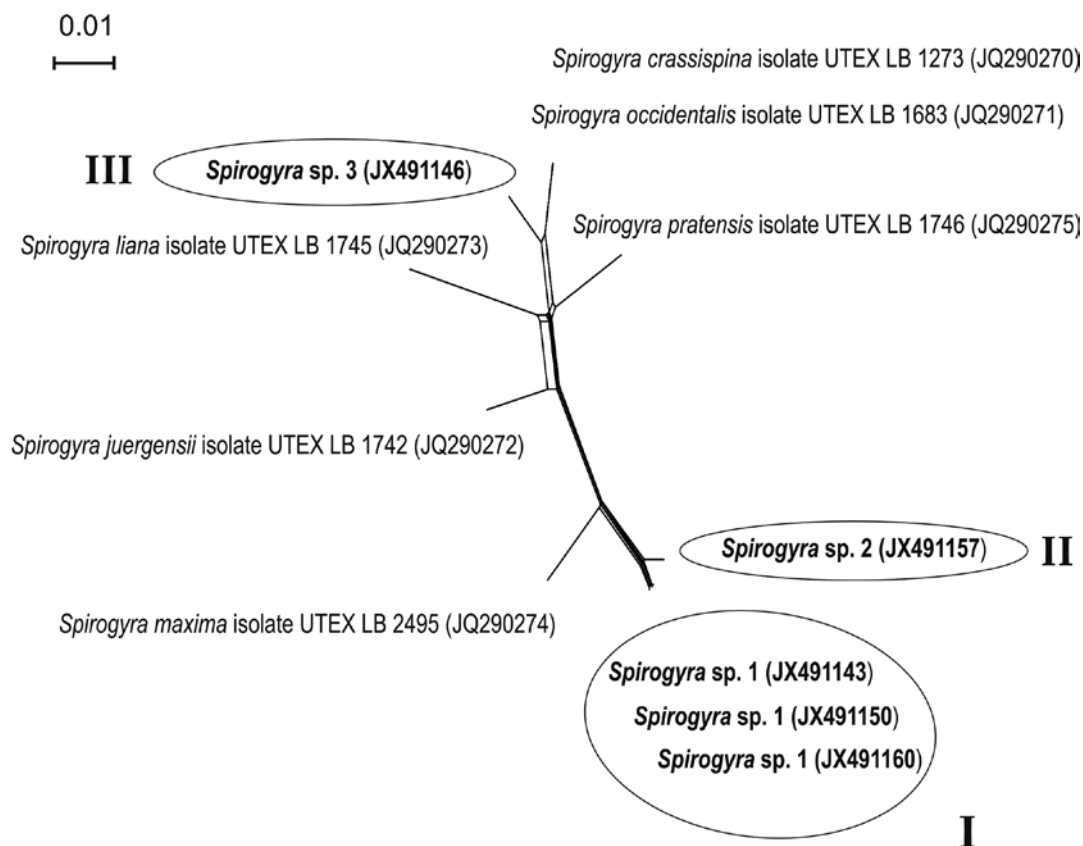 0.01
Spirogyra crassispina isolate UTEX LB 1273 (JQ290270)
Spirogyra occidentalis isolate UTEX LB 1683 (JQ290271)
III
Spirogyra sp. 3 (JX491146)
Spirogyra pratensis isolate UTEX LB 1746 (JQ290275)
Spirogyra liana isolate UTEX LB 1745 (JQ290273)
Spirogyra juergensii isolate UTEX LB 1742 (JQ290272)
Spirogyra sp. 2 (JX491157)
II
Spirogyra maxima isolate UTEX LB 2495 (JQ290274)
Spirogyra sp. 1 (JX491143)
Spirogyra sp. 1 (JX491150)
Spirogyra sp. 1 (JX491160)
I